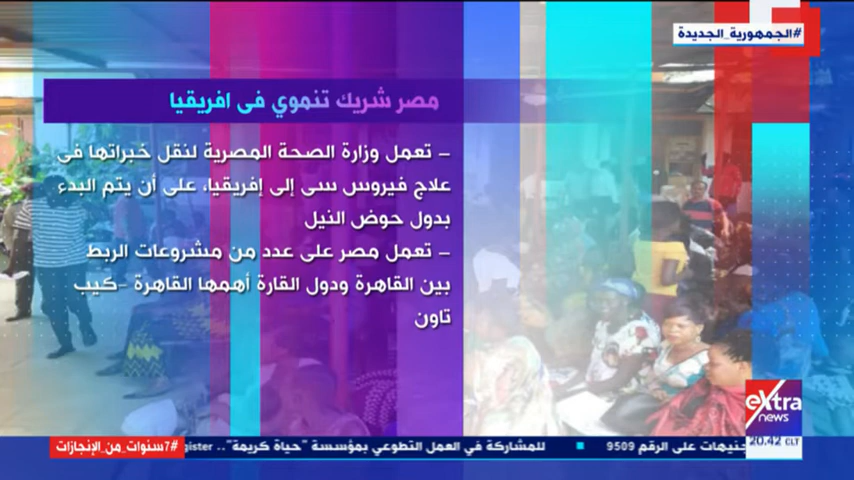 #الجمهورية_الجديدة
مصر شريك تنموي فى افريقيا
- تعمل وزارة الصحة المصرية لنقل خبراتها فى
علاج فيروس سى إلى إفريقيا، على أن يتم البدء
بدول حوض النيل
- تعمل مصر على عدد من مشروعات الربط
بين القاهرة ودول القارة أهمها القاهرة -كيب
تاون
extra
news
20:42 CLT
جنيهات على الرقم 9509 للمشاركة في العمل التطوعي بمؤسسة "حياة كريمة" .. gister
#7سنوات_من_الإنجازات